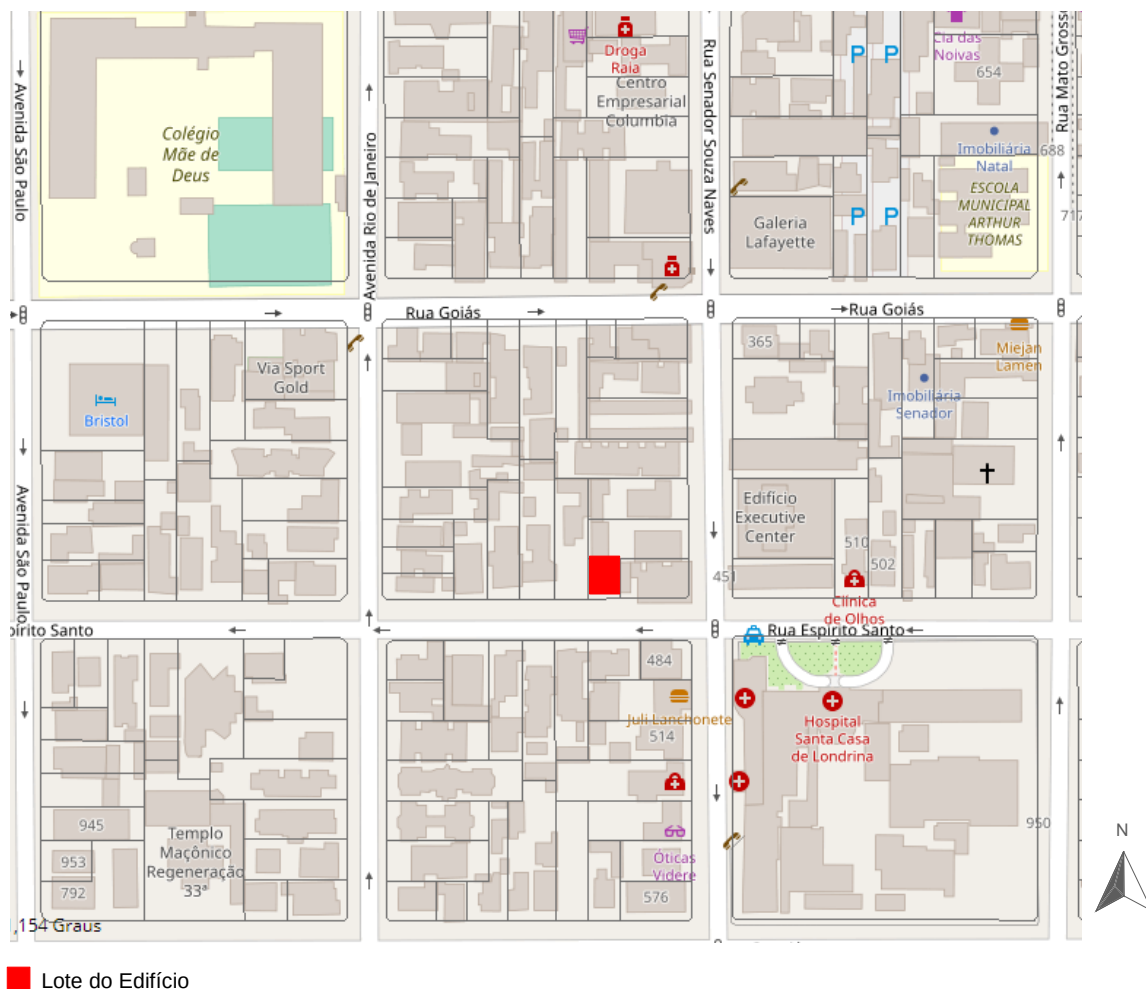 Droga
Raia
Centro
Empresarial
Columbia
Cia das
Noivas
654
Rua Mato Grosso
Avenida São Paulo
Colégio
Mãe de
Deus
Avenida Rio de Janeiro
Rua Senador Souza Naves
P P
Imobiliária
Natal
688
ESCOLA
MUNICIPAL
ARTHUR
THOMAS
717
P P
Galeria
Lafayette
Rua Goiás
Rua Goiás
365
Miejan
Lamen
Via Sport
Gold
Bristol
Imobiliária
Senador
Avenida São Paulo
Edifício
Executive
Center
510
502
451
Clínica
de Olhos
pírito Santo
Rua Espírito Santo
484
Juli Lanchonete
514
Hospital
Santa Casa
de Londrina
945
953
792
Templo
Maçônico
Regeneração
33ª
Óticas
Videre
576
950
N
,154 Graus
Lote do Edifício